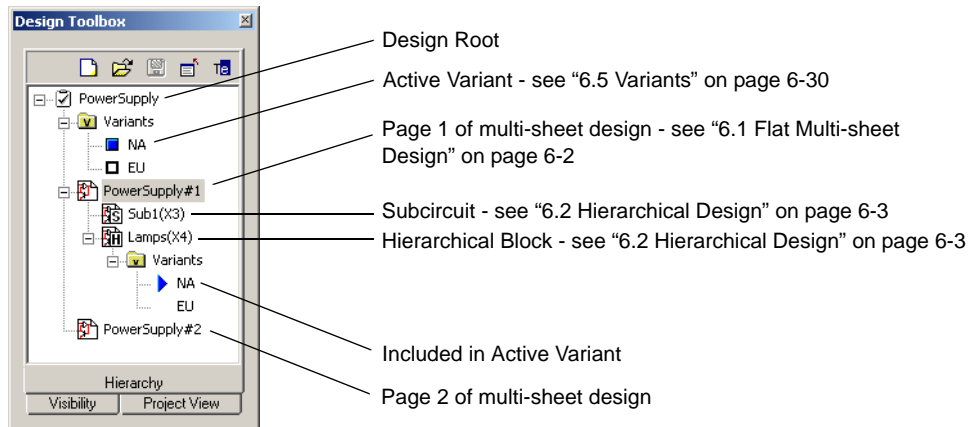 Design Toolbox
Te
PowerSupply
Variants
NA
V
EU
PowerSupply#1
S Sub1(X3)
H Lamps(X4)
V Variants
NA
EU
PowerSupply#2
Hierarchy
Visibility
Project View
Design Root
Active Variant - see “6.5 Variants” on page 6-30
Page 1 of multi-sheet design - see “6.1 Flat Multi-sheet
Design” on page 6-2
Subcircuit - see “6.2 Hierarchical Design” on page 6-3
Hierarchical Block - see “6.2 Hierarchical Design” on page 6-3
Included in Active Variant
Page 2 of multi-sheet design